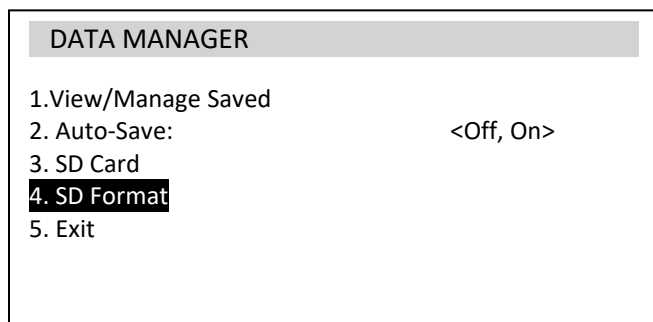 DATA MANAGER
1.View/Manage Saved
2. Auto-Save: <Off, On>
3. SD Card
4. SD Format
5. Exit